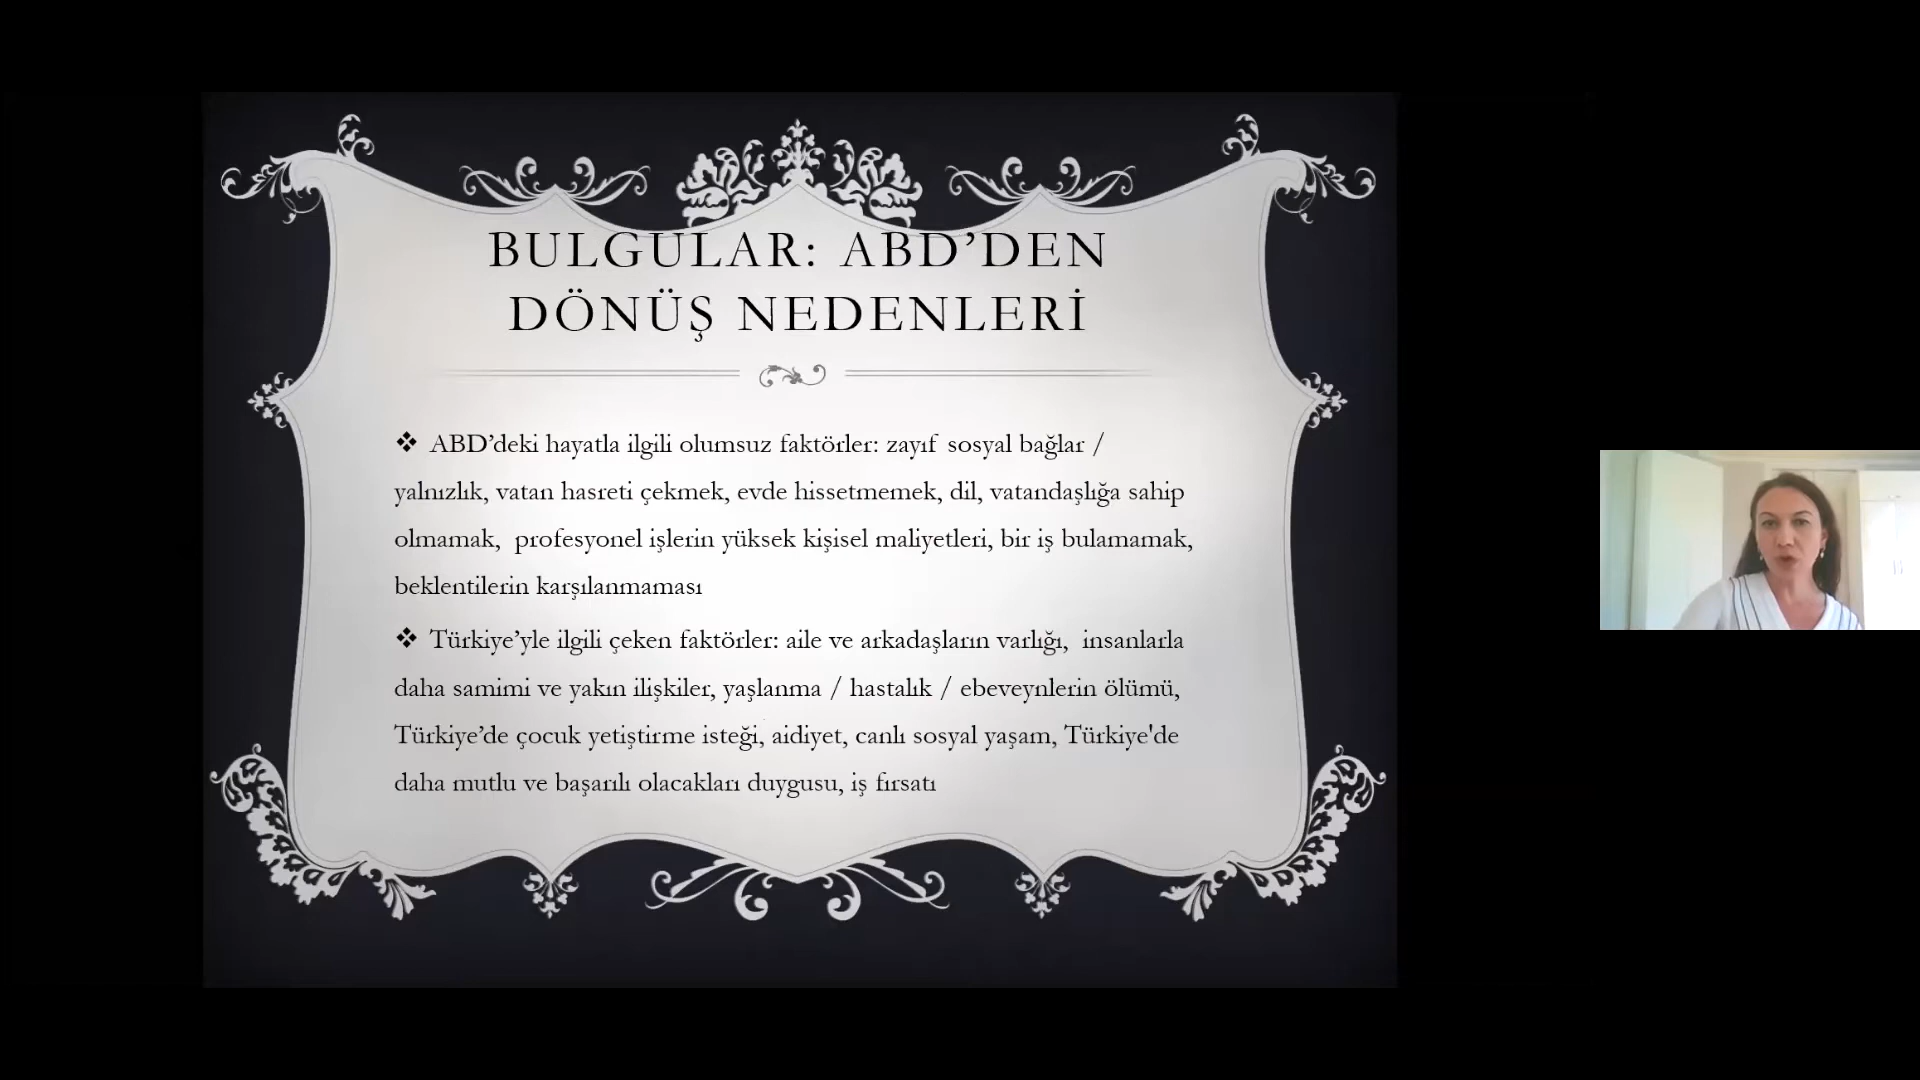 BULGULAR: ABD’DEN
DÖNÜŞ NEDENLERİ
❖ ABD’deki hayatla ilgili olumsuz faktörler: zayıf sosyal bağlar /
yalnızlık, vatan hasreti çekmek, evde hissetmemek, dil, vatandaşlığa sahip
olmamak, profesyonel işlerin yüksek kişisel maliyetleri, bir iş bulamamak,
beklentilerin karşılanmaması
❖ Türkiye’yle ilgili çeken faktörler: aile ve arkadaşların varlığı, insanlarla
daha samimi ve yakın ilişkiler, yaşlanma / hastalık / ebeveynlerin ölümü,
Türkiye’de çocuk yetiştirme isteği, aidiyet, canlı sosyal yaşam, Türkiye'de
daha mutlu ve başarılı olacakları duygusu, iş fırsatı